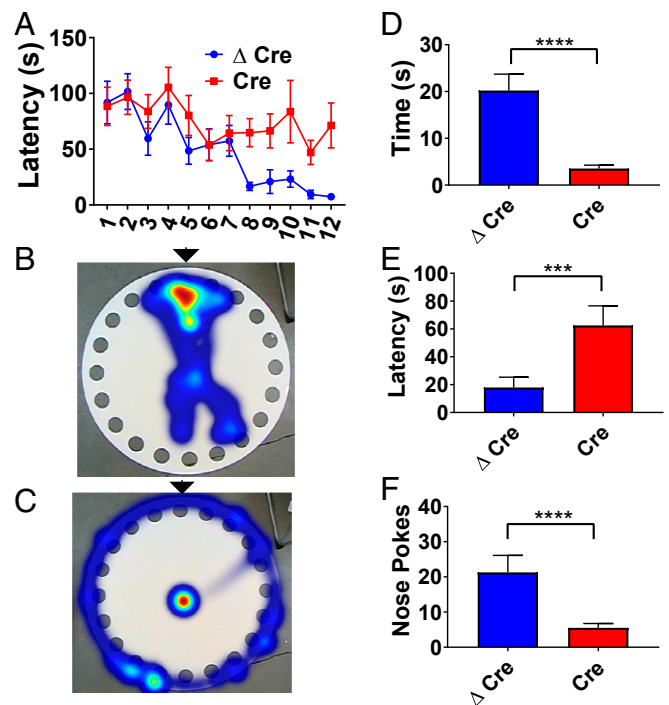 A
Latency (s)
150
100
50
0
Δ Cre
Cre
1 2 3 4 5 6 7 8 9 10 11 12
B
C
D
Time (s)
30
20
10
0
****
Δ Cre
Cre
E
Latency (s)
100
80
60
40
20
0
***
Δ Cre
Cre
F
Nose Pokes
40
30
20
10
0
****
Δ Cre
Cre